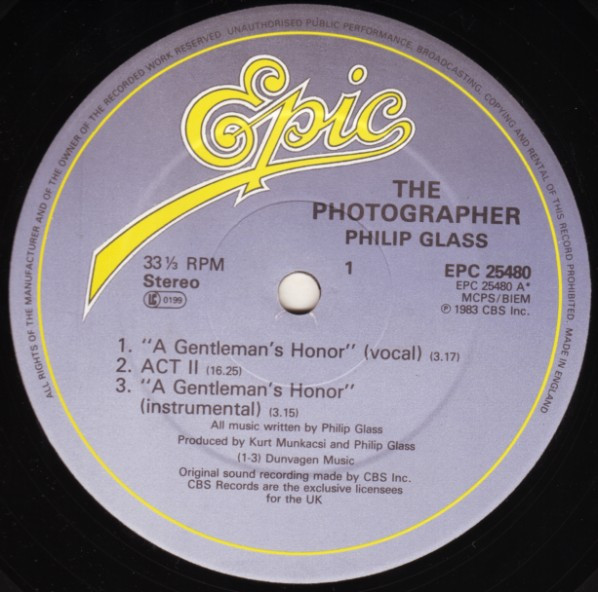 ALL RIGHTS OF THE MANUFACTURER AND OF THE OWNER OF THE RECORDED WORK RESERVED. UNAUTHORISED PUBLIC PERFORMANCE, BROADCASTING, COPYING AND RENTAL OF THIS RECORD PROHIBITED. MADE IN ENGLAND
Epic
THE
PHOTOGRAPHER
PHILIP GLASS
33⅓ RPM
Stereo
LC 0199
1
EPC 25480
EPC 25480 A*
MCPS/BIEM
℗ 1983 CBS Inc.
1. "A Gentleman's Honor" (vocal) (3.17)
2. ACT II (16.25)
3. "A Gentleman's Honor"
(instrumental) (3.15)
All music written by Philip Glass
Produced by Kurt Munkacsi and Philip Glass
(1-3) Dunvagen Music
Original sound recording made by CBS Inc.
CBS Records are the exclusive licensees
for the UK